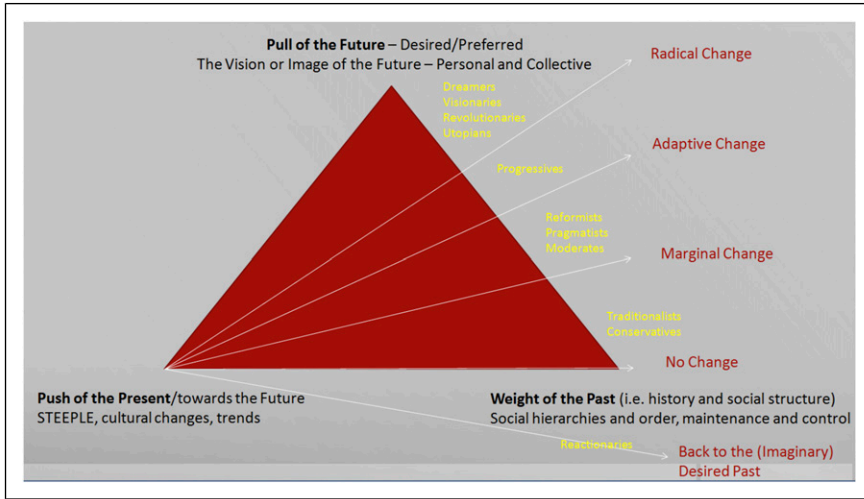 Pull of the Future – Desired/Preferred
The Vision or Image of the Future – Personal and Collective
Radical Change
Dreamers
Visionaries
Revolutionaries
Utopians
Adaptive Change
Progressives
Reformists
Pragmatists
Moderates
Marginal Change
Traditionalists
Conservatives
No Change
Push of the Present/towards the Future
STEEPLE, cultural changes, trends
Weight of the Past (i.e. history and social structure)
Social hierarchies and order, maintenance and control
Reactionaries
Back to the (Imaginary)
Desired Past